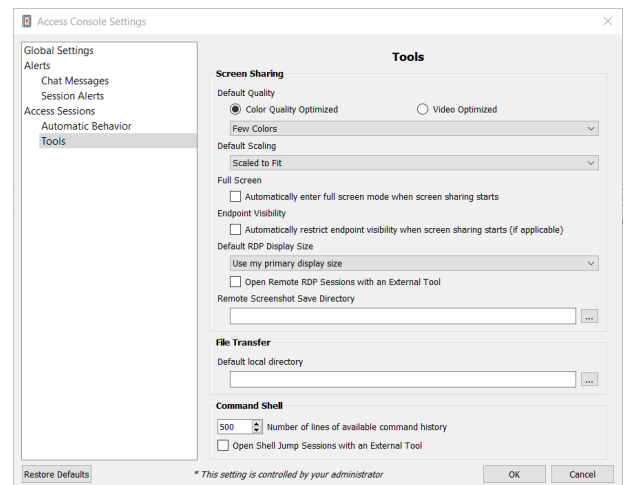 Access Console Settings
Global Settings
Alerts
Chat Messages
Session Alerts
Access Sessions
Automatic Behavior
Tools
Tools
Screen Sharing
Default Quality
Color Quality Optimized
Video Optimized
Few Colors
Default Scaling
Scaled to Fit
Full Screen
Automatically enter full screen mode when screen sharing starts
Endpoint Visibility
Automatically restrict endpoint visibility when screen sharing starts (if applicable)
Default RDP Display Size
Use my primary display size
Open Remote RDP Sessions with an External Tool
Remote Screenshot Save Directory
...
File Transfer
Default local directory
...
Command Shell
500 Number of lines of available command history
Open Shell Jump Sessions with an External Tool
Restore Defaults
* This setting is controlled by your administrator
OK
Cancel